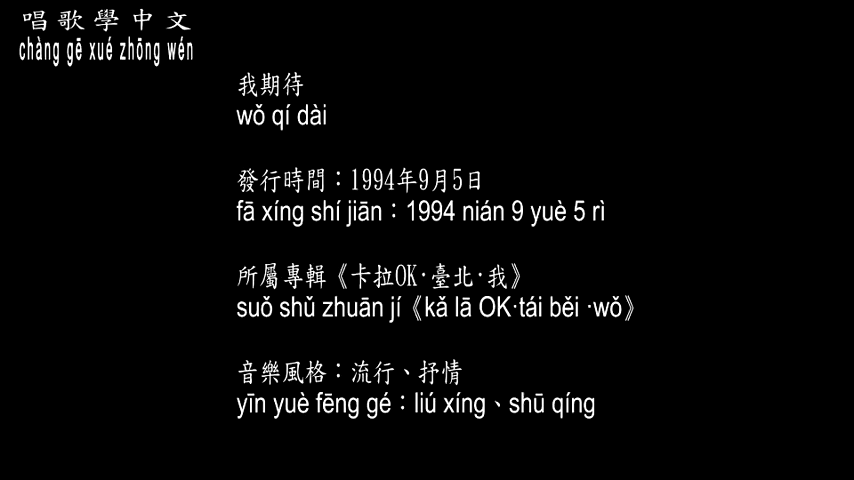 唱歌學中文
chàng gē xué zhōng wén
我期待
wǒ qí dài
發行時間：1994年9月5日
fā xíng shí jiān：1994 nián 9 yuè 5 rì
所屬專輯《卡拉OK·臺北·我》
suǒ shǔ zhuān jí《kǎ lā OK·tái běi ·wǒ》
音樂風格：流行、抒情
yīn yuè fēng gé：liú xíng、shū qíng